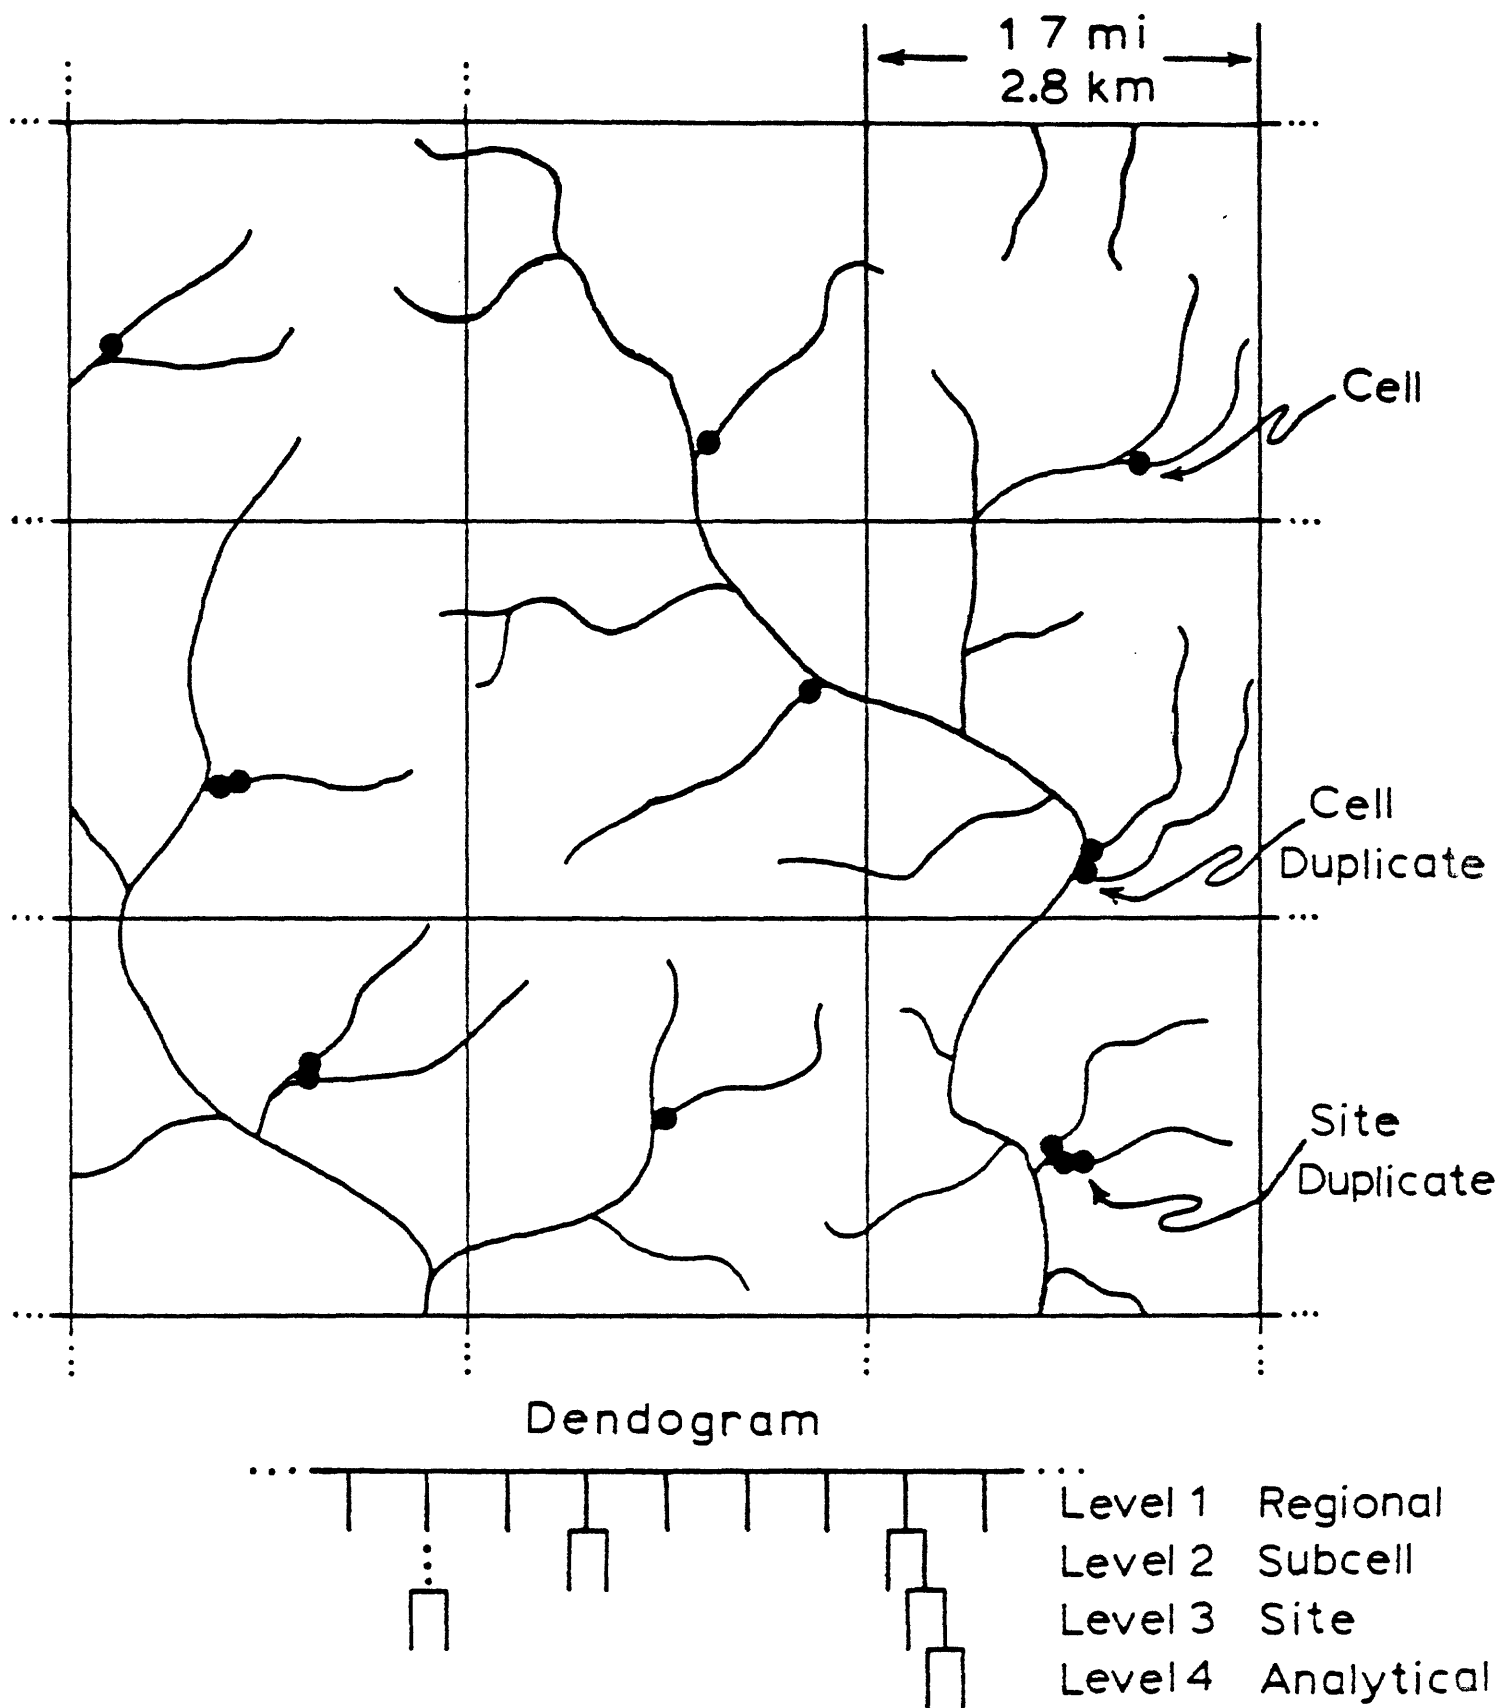 1 7 mi
2.8 km
Cell
Cell
Duplicate
Site
Duplicate
Dendogram
Level 1 Regional
Level 2 Subcell
Level 3 Site
Level 4 Analytical